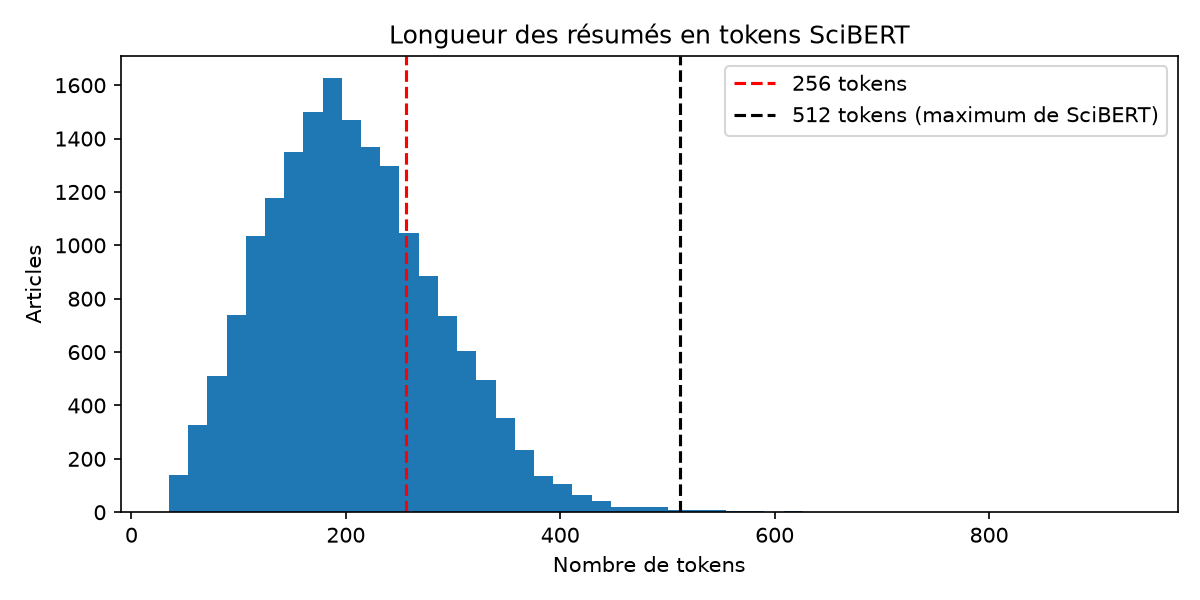 Longueur des résumés en tokens SciBERT
256 tokens
512 tokens (maximum de SciBERT)
Articles
1600
1400
1200
1000
800
600
400
200
0
0 200 400 600 800
Nombre de tokens